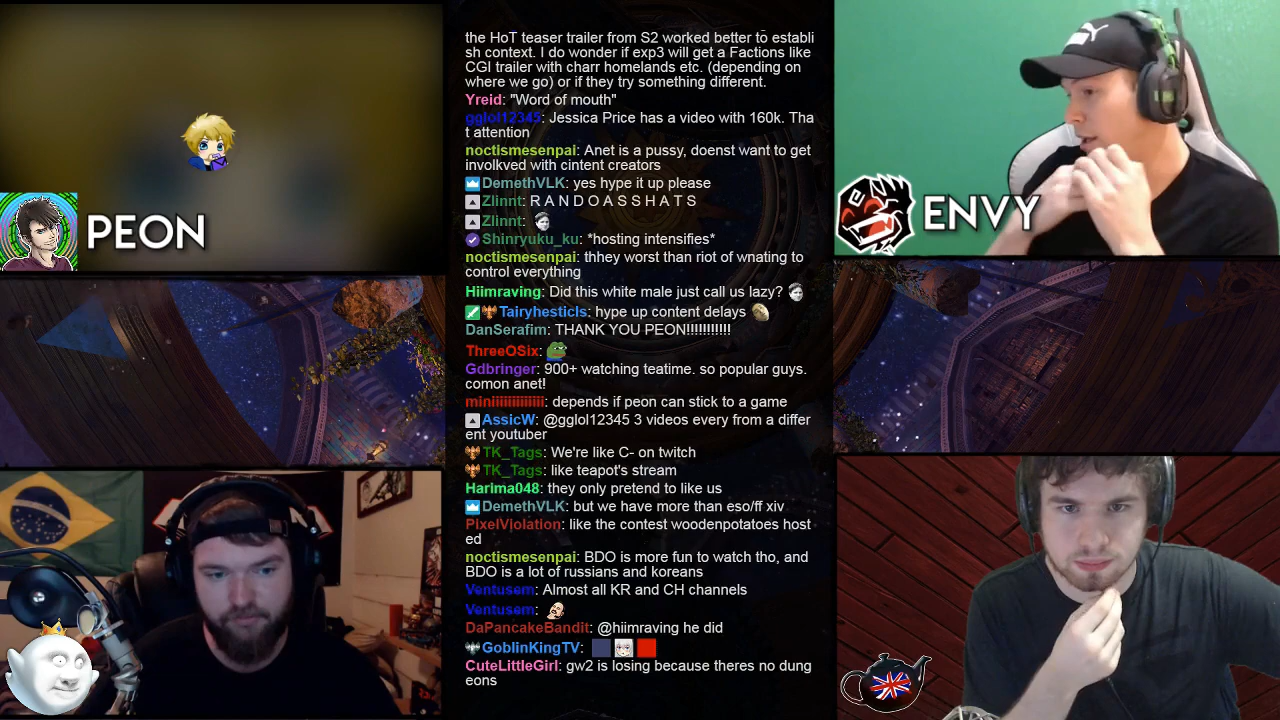 the HoT teaser trailer from S2 worked better to establi
sh context. I do wonder if exp3 will get a Factions like
CGI trailer with charr homelands etc. (depending on
where we go) or if they try something different.
Yreid: "Word of mouth"
gglol12345: Jessica Price has a video with 160k. Tha
t attention
noctismesenpai: Anet is a pussy, doenst want to get
involkved with cintent creators
DemethVLK: yes hype it up please
Zlinnt: R A N D O A S S H A T S
Zlinnt:
Shinryuku_ku: *hosting intensifies*
noctismesenpai: thhey worst than riot of wnating to
control everything
Hiimraving: Did this white male just call us lazy?
Tairyhesticls: hype up content delays
DanSerafim: THANK YOU PEON!!!!!!!!!!!
ThreeOSix:
Gdbringer: 900+ watching teatime. so popular guys.
comon anet!
miniiiiiiiiiiiiii: depends if peon can stick to a game
AssicW: @gglol12345 3 videos every from a differ
ent youtuber
TK_Tags: We're like C- on twitch
TK_Tags: like teapot's stream
Harima048: they only pretend to like us
DemethVLK: but we have more than eso/ff xiv
PixelViolation: like the contest woodenpotatoes host
ed
noctismesenpai: BDO is more fun to watch tho, and
BDO is a lot of russians and koreans
Ventusem: Almost all KR and CH channels
Ventusem:
DaPancakeBandit: @hiimraving he did
GoblinKingTV:
CuteLittleGirl: gw2 is losing because theres no dung
eons
PEON
ENVY